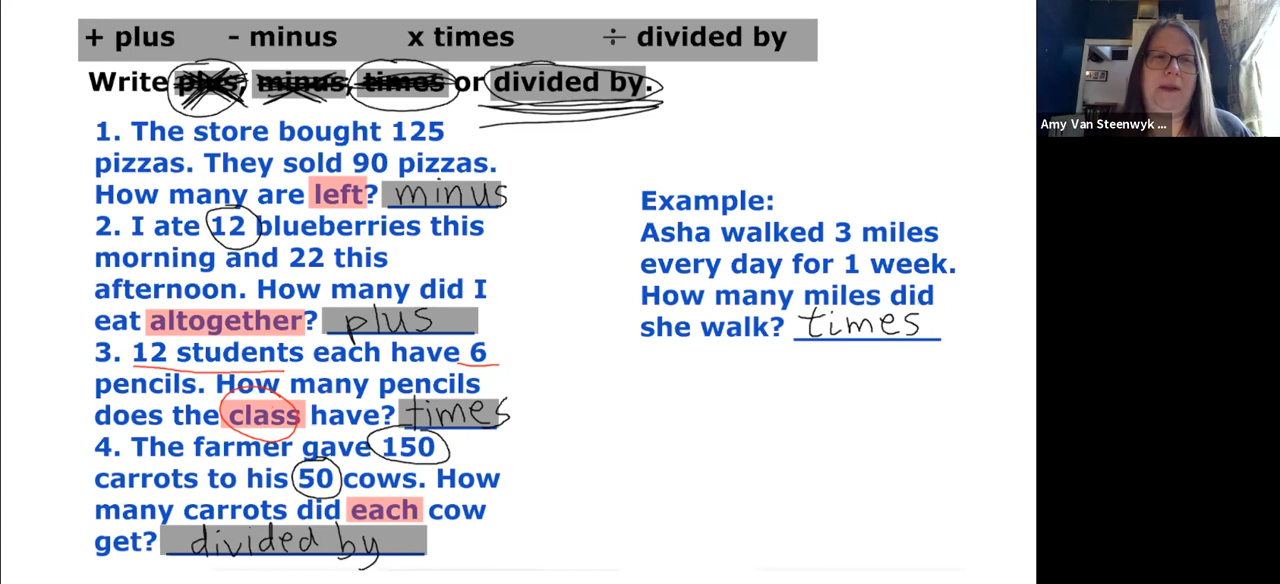 + plus - minus x times ÷ divided by
Write plus, minus, times or divided by.
1. The store bought 125
pizzas. They sold 90 pizzas.
How many are left? minus
2. I ate 12 blueberries this
morning and 22 this
afternoon. How many did I
eat altogether? plus
3. 12 students each have 6
pencils. How many pencils
does the class have? times
4. The farmer gave 150
carrots to his 50 cows. How
many carrots did each cow
get? divided by
Example:
Asha walked 3 miles
every day for 1 week.
How many miles did
she walk? times
Amy Van Steenwyk ...